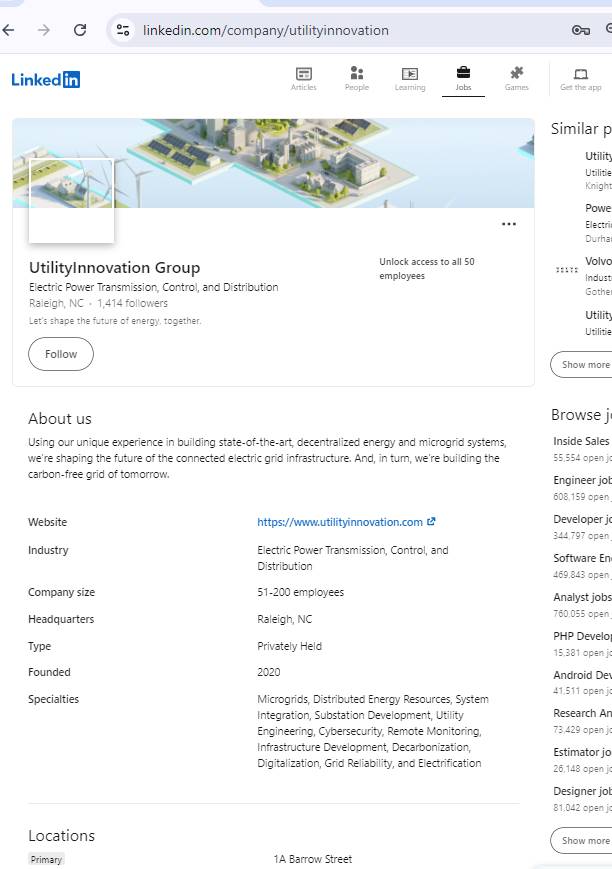 linkedin.com/company/utilityinnovation
Linked in
Articles
People
Learning
Jobs
Games
Get the app
UtilityInnovation Group
Electric Power Transmission, Control, and Distribution
Raleigh, NC · 1,414 followers
Let's shape the future of energy, together.
Unlock access to all 50
employees
Follow
About us
Using our unique experience in building state-of-the-art, decentralized energy and microgrid systems,
we're shaping the future of the connected electric grid infrastructure. And, in turn, we're building the
carbon-free grid of tomorrow.
Website https://www.utilityinnovation.com
Industry Electric Power Transmission, Control, and
Distribution
Company size 51-200 employees
Headquarters Raleigh, NC
Type Privately Held
Founded 2020
Specialties Microgrids, Distributed Energy Resources, System
Integration, Substation Development, Utility
Engineering, Cybersecurity, Remote Monitoring,
Infrastructure Development, Decarbonization,
Digitalization, Grid Reliability, and Electrification
Locations
Primary 1A Barrow Street
Similar p
Utility
Utilitie
Knight
Powe
Electri
Durha
Volvo
Indust
Gothe
Utility
Utilitie
Show more
Browse j
Inside Sales
55,554 open j
Engineer job
608,159 open
Developer jo
344,797 open
Software En
469,843 open
Analyst jobs
760,055 open
PHP Develop
15,381 open jo
Android Dev
41,511 open jo
Research An
73,429 open jo
Estimator jo
26,148 open jo
Designer job
81,042 open jo
Show more